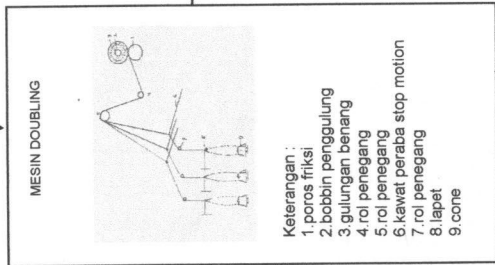 MESIN DOUBLING
Keterangan :
1.poros friksi
2.bobbin penggulung
3.gulungan benang
4.rol penegang
5.rol penegang
6.kawat peraba stop motion
7.rol penegang
8.lapet
9.cone